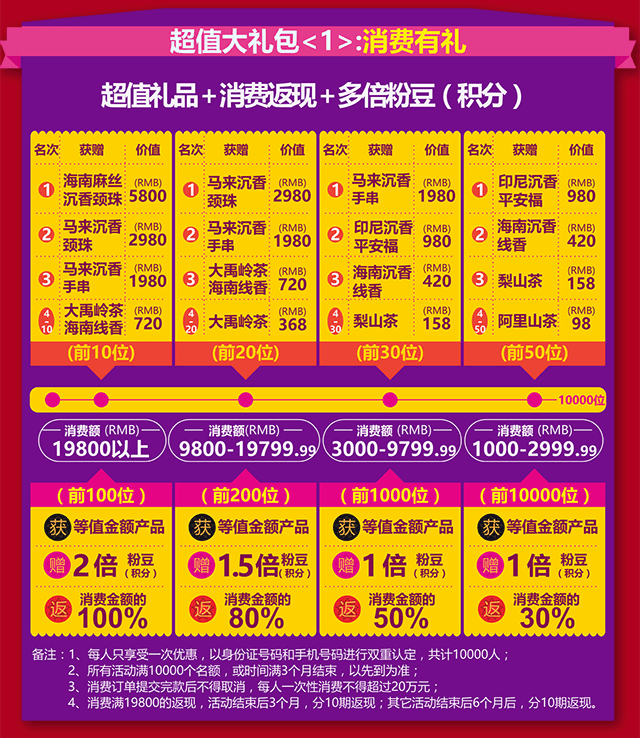 超值大礼包<1>:消费有礼
超值礼品+消费返现+多倍粉豆(积分)
名次 获赠 价值
1 海南麻丝沉香颈珠 (RMB) 5800
2 马来沉香颈珠 (RMB) 2980
3 马来沉香手串 (RMB) 1980
4-10 大禹岭茶海南线香 (RMB) 720
(前10位)
名次 获赠 价值
1 马来沉香颈珠 (RMB) 2980
2 马来沉香手串 (RMB) 1980
3 大禹岭茶海南线香 (RMB) 720
4-20 大禹岭茶 (RMB) 368
(前20位)
名次 获赠 价值
1 马来沉香手串 (RMB) 1980
2 印尼沉香平安福 (RMB) 980
3 海南沉香线香 (RMB) 420
4-30 梨山茶 (RMB) 158
(前30位)
名次 获赠 价值
1 印尼沉香平安福 (RMB) 980
2 海南沉香线香 (RMB) 420
3 梨山茶 (RMB) 158
4-50 阿里山茶 (RMB) 98
(前50位)
10000位
消费额 (RMB)
19800以上
消费额(RMB)
9800-19799.99
消费额(RMB)
3000-9799.99
消费额(RMB)
1000-2999.99
(前100位)
获 等值金额产品
赠 2倍 粉豆(积分)
返 消费金额的
100%
(前200位)
获 等值金额产品
赠 1.5倍 粉豆(积分)
返 消费金额的
80%
(前1000位)
获 等值金额产品
赠 1倍 粉豆(积分)
返 消费金额的
50%
(前10000位)
获 等值金额产品
赠 1倍 粉豆(积分)
返 消费金额的
30%
备注:1、每人只享受一次优惠,以身份证号码和手机号码进行双重认定,共计10000人;
2、所有活动满10000个名额,或时间满3个月结束,以先到为准;
3、消费订单提交完款后不得取消,每人一次性消费不得超过20万元;
4、消费满19800的返现,活动结束后3个月,分10期返现;其它活动结束后6个月后,分10期返现。